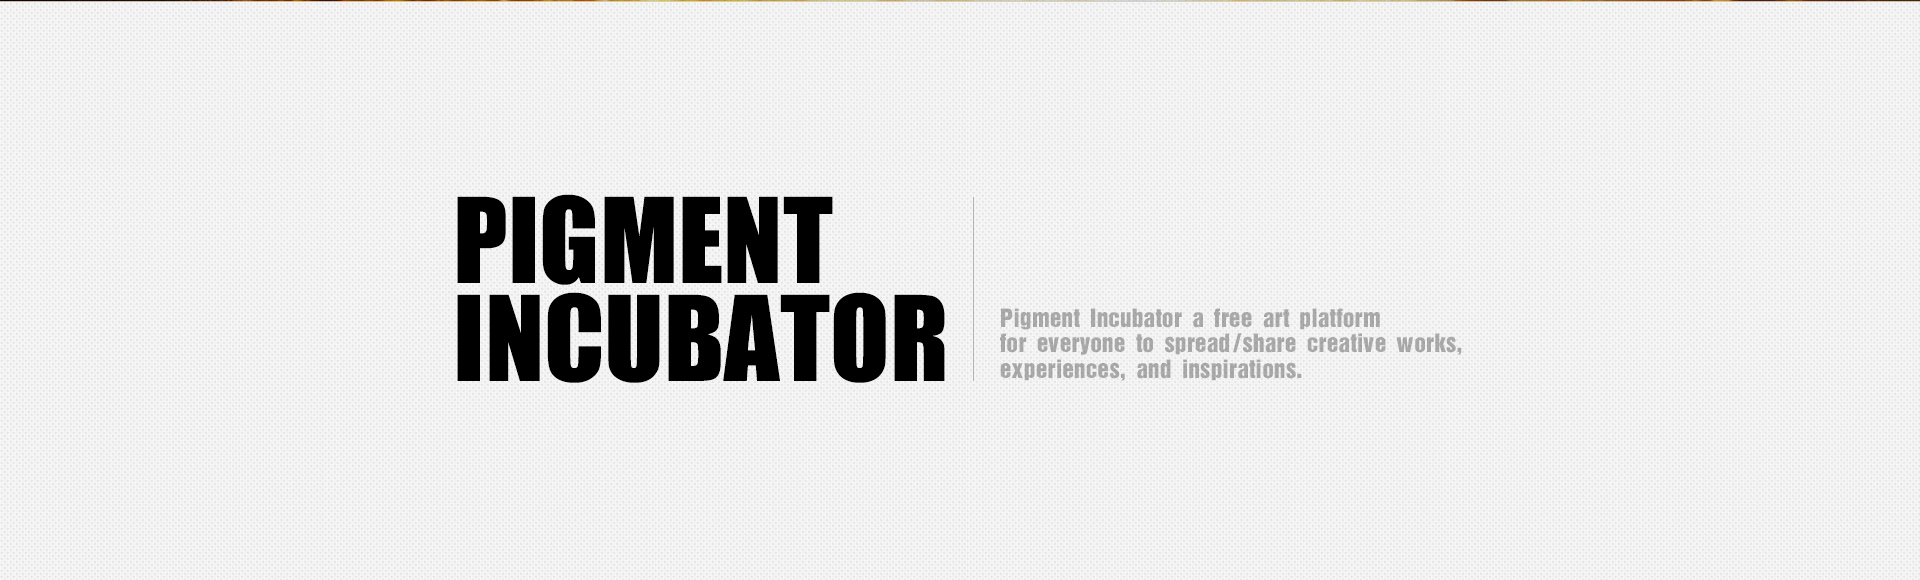 PIGMENT
INCUBATOR
Pigment Incubator a free art platform
for everyone to spread/share creative works,
experiences, and inspirations.